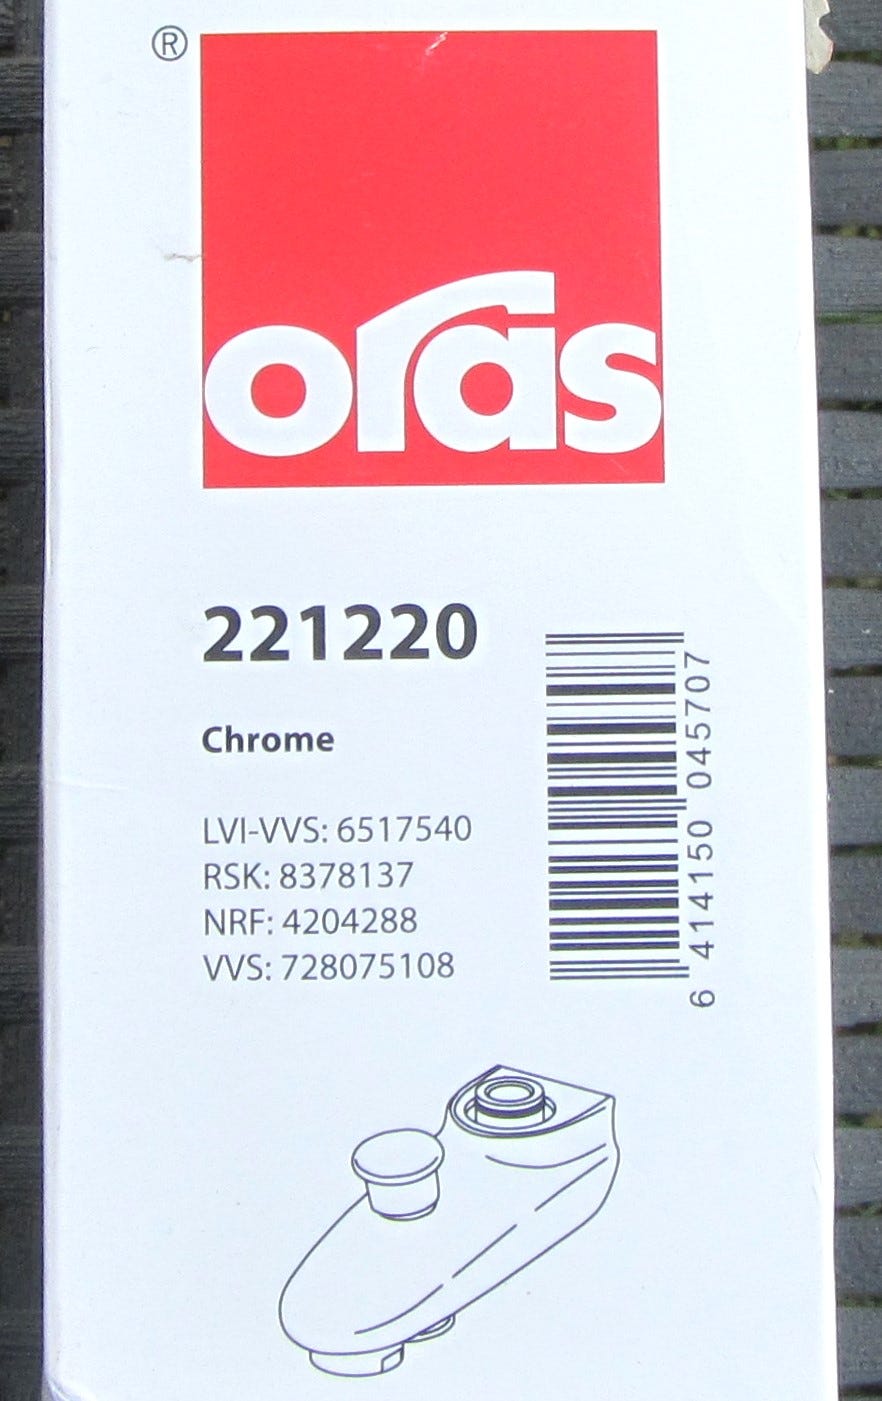 ®
oras
221220
Chrome
LVI-VVS: 6517540
RSK: 8378137
NRF: 4204288
VVS: 728075108
6 414150 045707